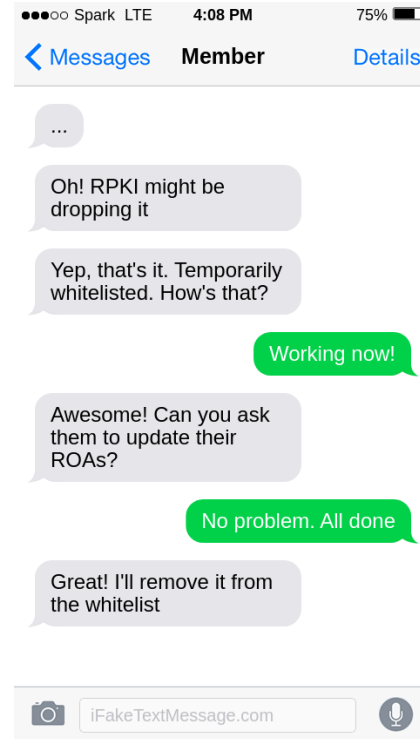 Spark LTE 4:08 PM 75%
Messages Member Details
...
Oh! RPKI might be
dropping it
Yep, that's it. Temporarily
whitelisted. How's that?
Working now!
Awesome! Can you ask
them to update their
ROAs?
No problem. All done
Great! I'll remove it from
the whitelist
iFakeTextMessage.com